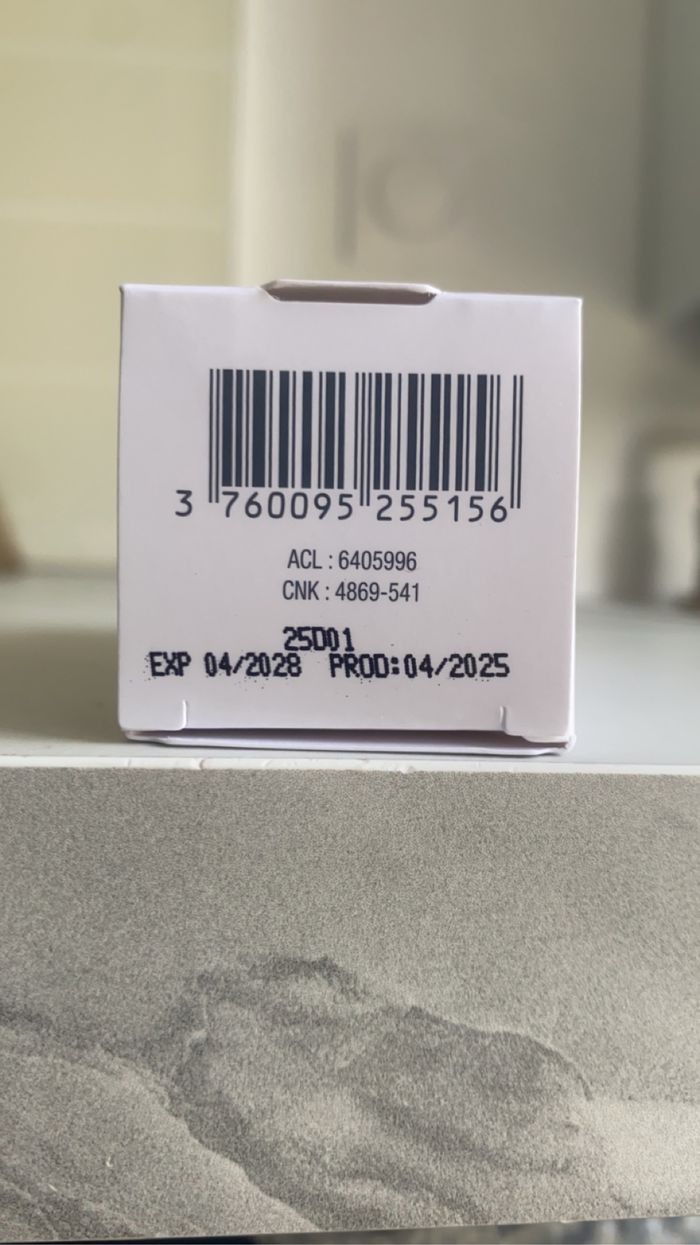 3 760095 255156
ACL : 6405996
CNK : 4869-541
25D01
EXP 04/2028 PROD:04/2025